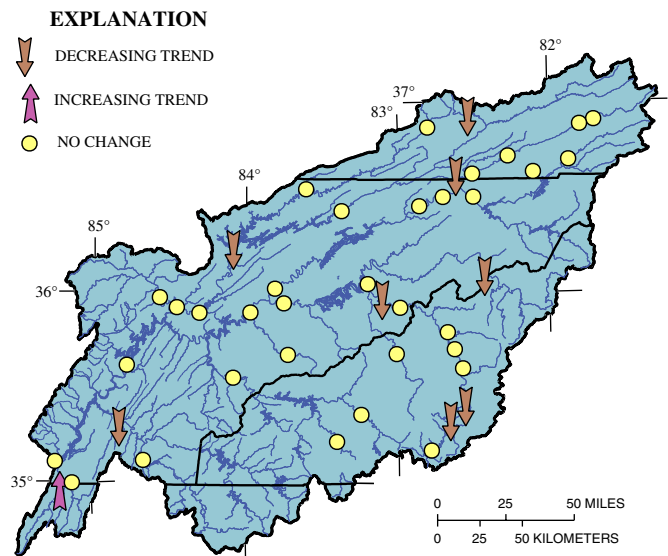 EXPLANATION
DECREASING TREND
INCREASING TREND
NO CHANGE
82°
37°
83°
84°
85°
36°
35°
0 25 50 MILES
0 25 50 KILOMETERS